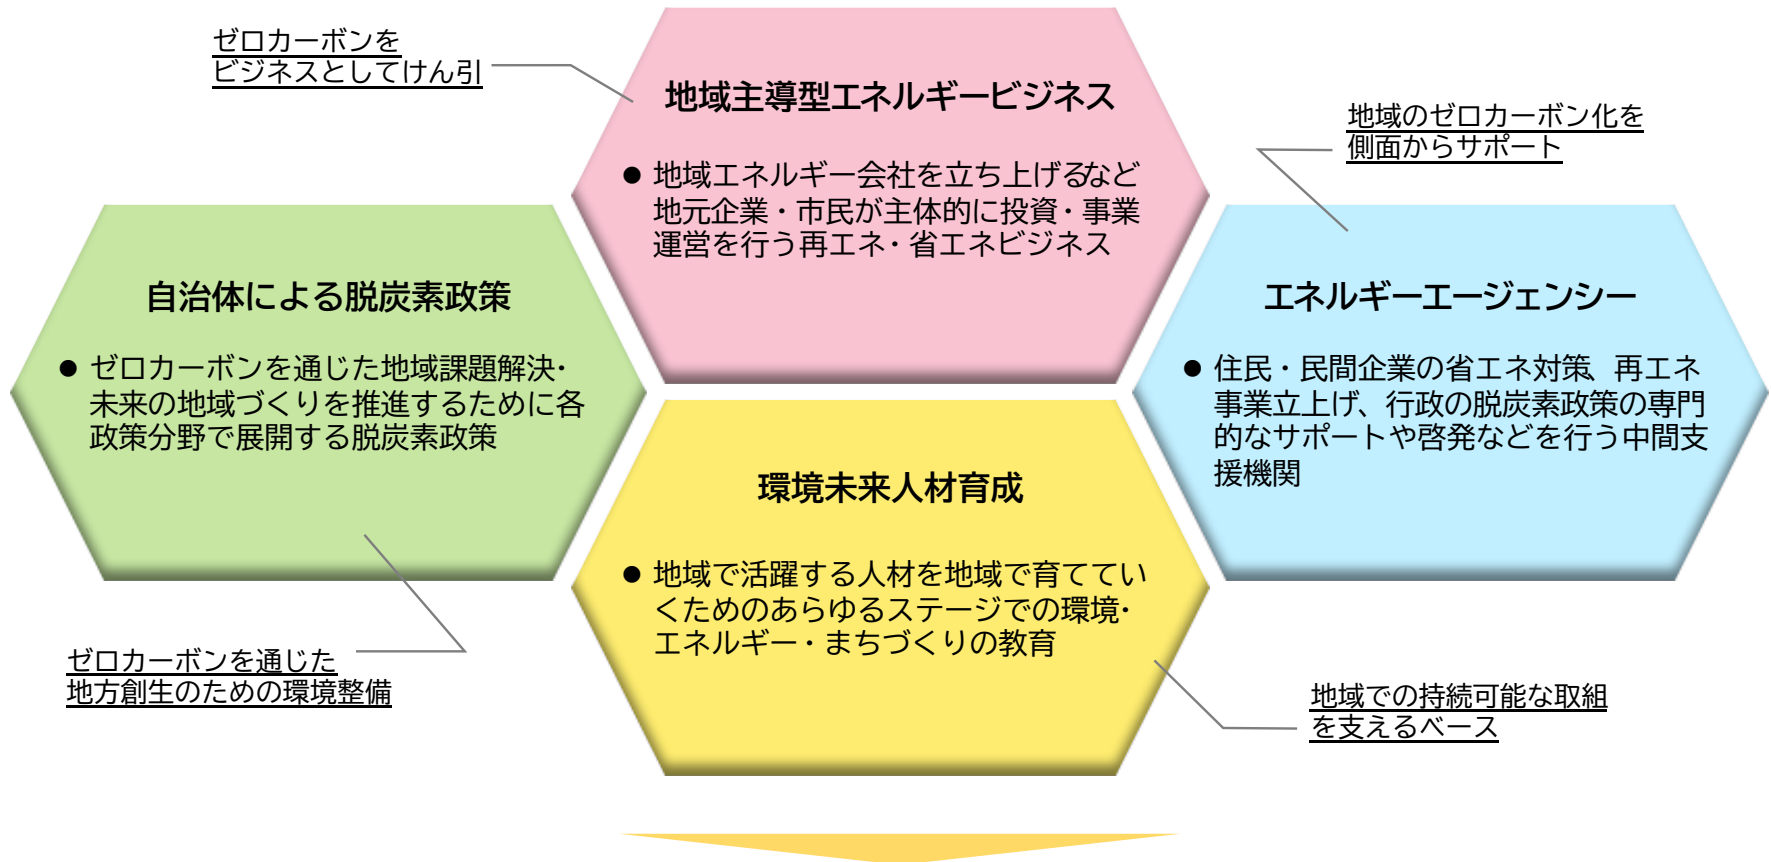 ゼロカーボンを
ビジネスとしてけん引
地域主導型エネルギービジネス
● 地域エネルギー会社を立ち上げるなど
地元企業・市民が主体的に投資・事業
運営を行う再エネ・省エネビジネス
地域のゼロカーボン化を
側面からサポート
自治体による脱炭素政策
● ゼロカーボンを通じた地域課題解決・
未来の地域づくりを推進するために各
政策分野で展開する脱炭素政策
エネルギーエージェンシー
● 住民・民間企業の省エネ対策、再エネ
事業立上げ、行政の脱炭素政策の専門
的なサポートや啓発などを行う中間支
援機関
環境未来人材育成
● 地域で活躍する人材を地域で育ててい
くためのあらゆるステージでの環境・
エネルギー・まちづくりの教育
ゼロカーボンを通じた
地方創生のための環境整備
地域での持続可能な取組
を支えるベース